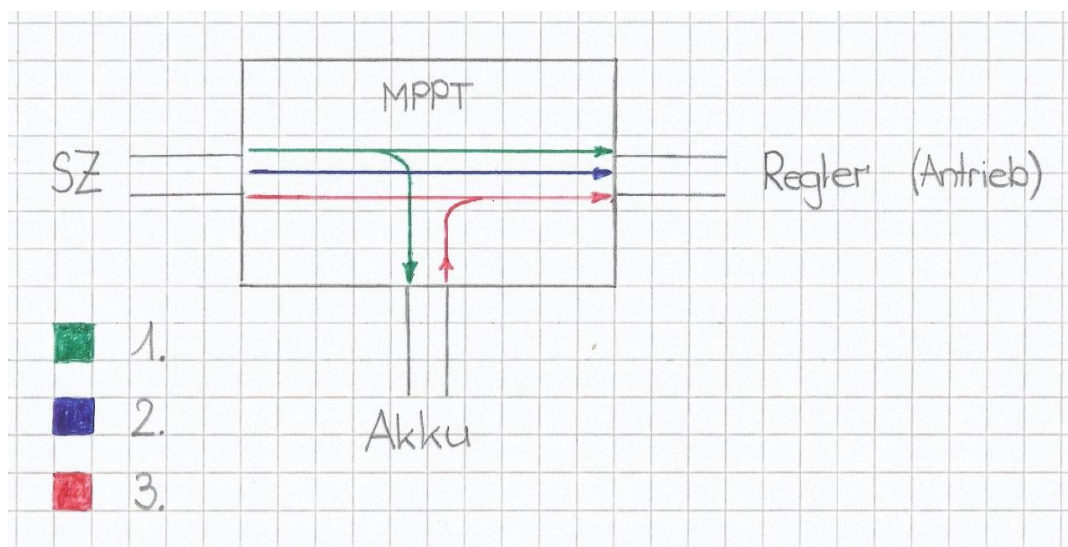 MPPT
SZ
Regler (Antrieb)
1.
2.
Akku
3.